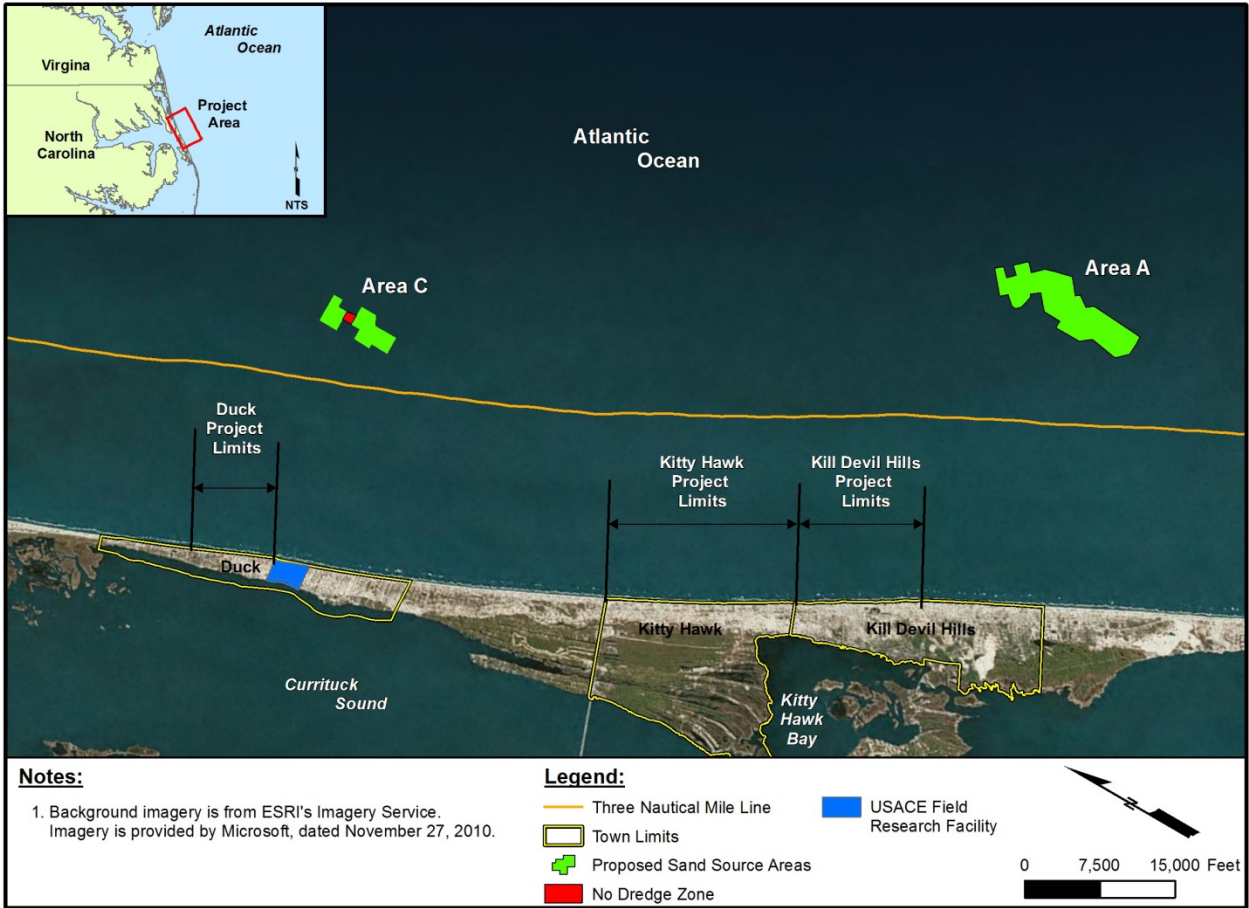 Atlantic
Ocean
Virgina
Project
Area
North
Carolina
N
NTS
Atlantic
Ocean
Area C
Area A
Duck
Project
Limits
Kitty Hawk
Project
Limits
Kill Devil Hills
Project
Limits
Duck
Kitty Hawk
Kill Devil Hills
Currituck
Sound
Kitty
Hawk
Bay
Notes:
1. Background imagery is from ESRI's Imagery Service.
Imagery is provided by Microsoft, dated November 27, 2010.
Legend:
Three Nautical Mile Line
Town Limits
Proposed Sand Source Areas
No Dredge Zone
USACE Field
Research Facility
N
0 7,500 15,000 Feet